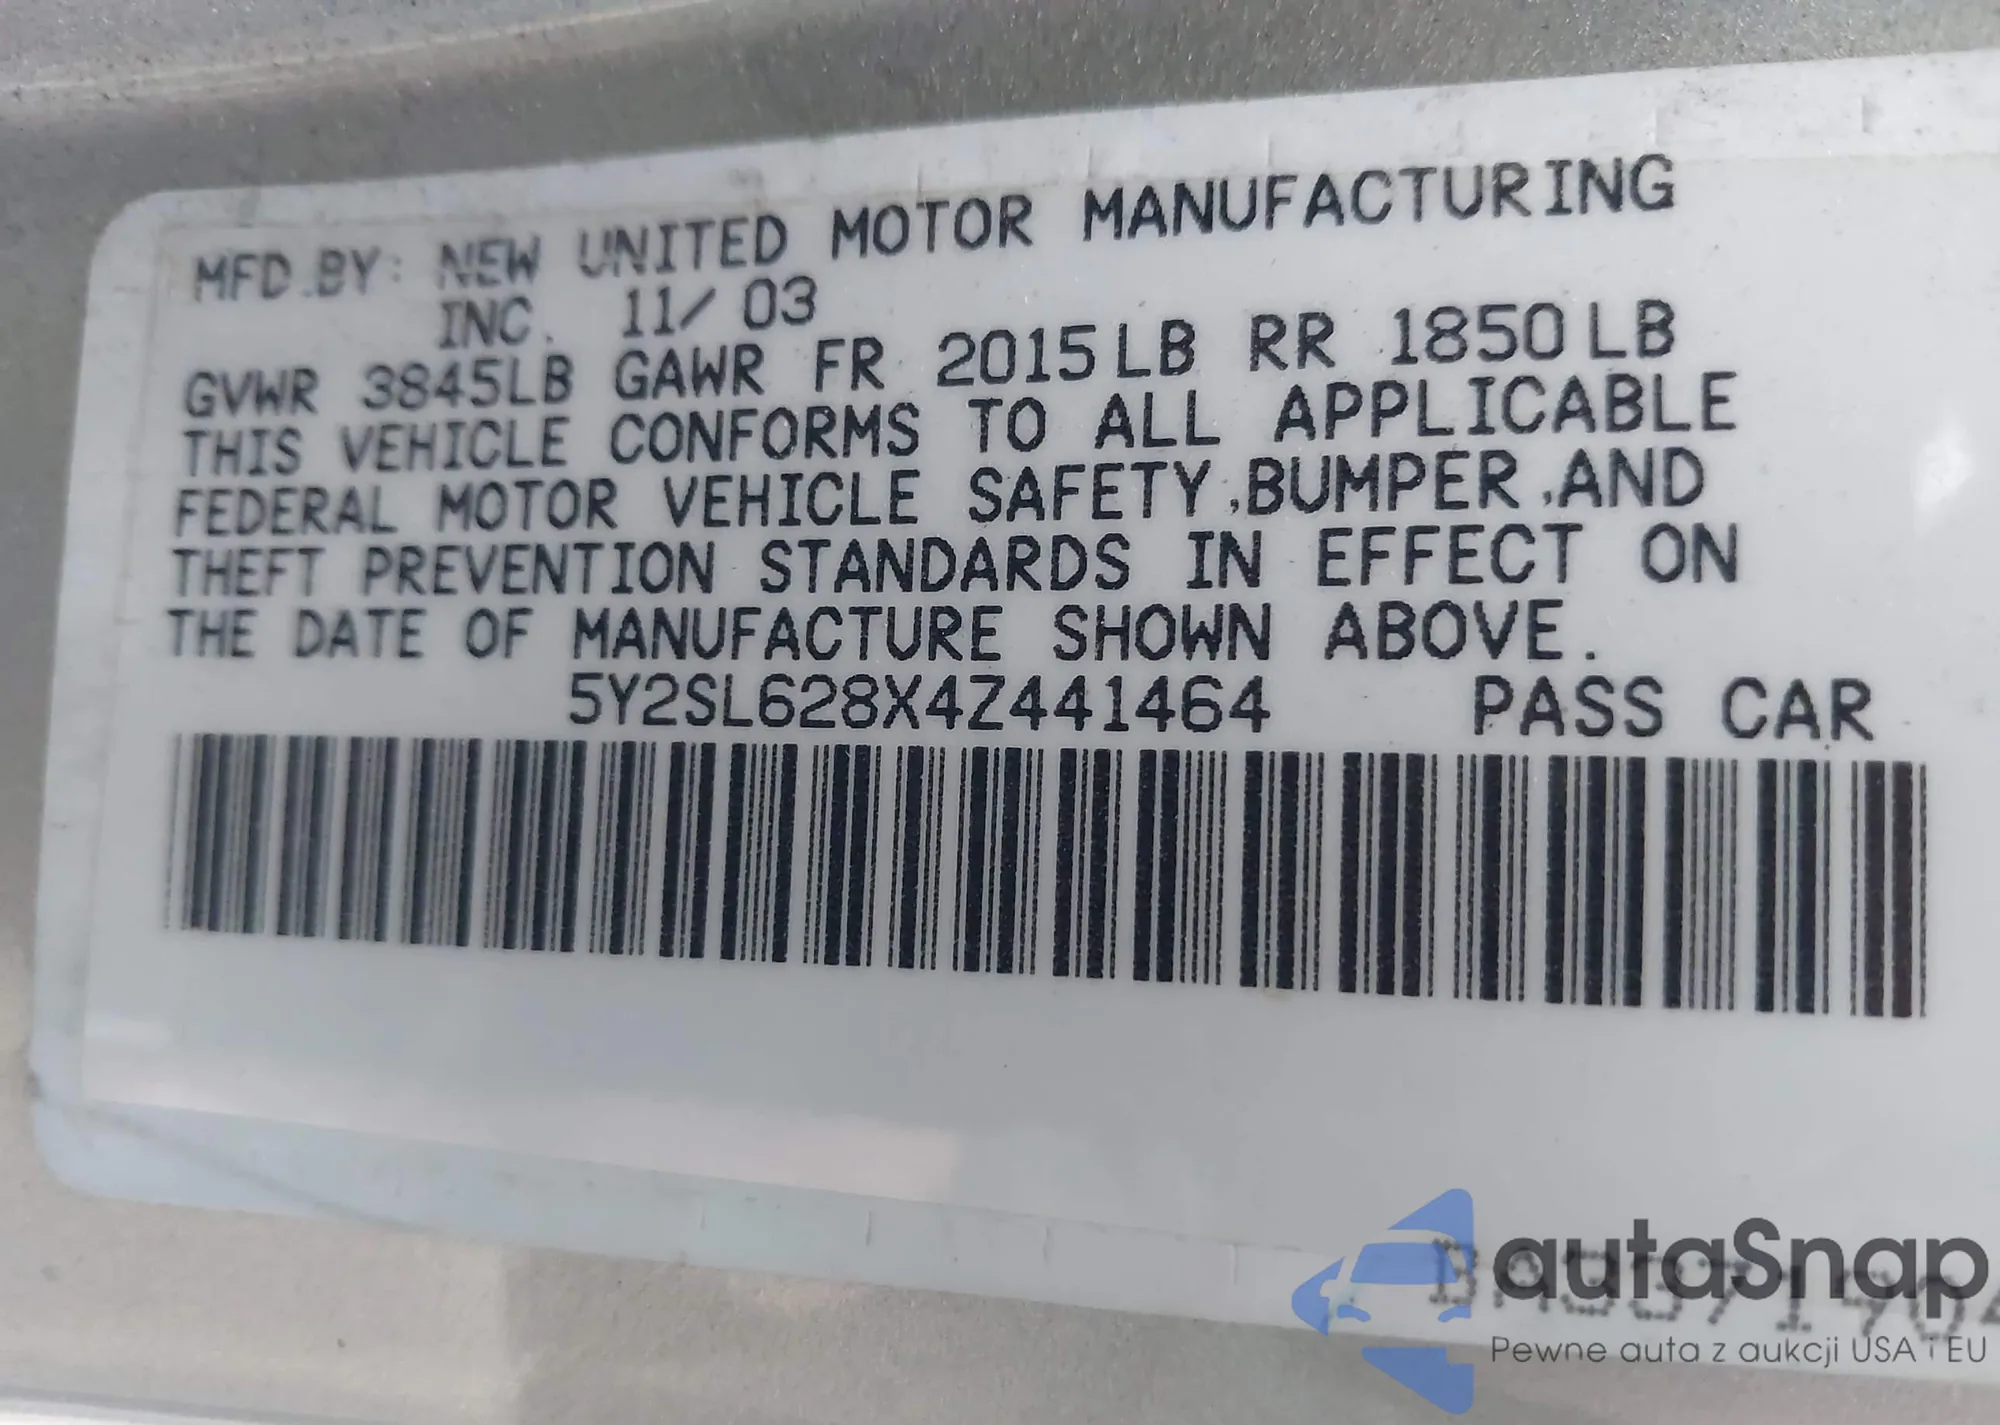 MFD.BY: NEW UNITED MOTOR MANUFACTURING
INC. 11/ 03
GVWR 3845LB GAWR FR 2015LB RR 1850LB
THIS VEHICLE CONFORMS TO ALL APPLICABLE
FEDERAL MOTOR VEHICLE SAFETY,BUMPER,AND
THEFT PREVENTION STANDARDS IN EFFECT ON
THE DATE OF MANUFACTURE SHOWN ABOVE.
5Y2SL628X4Z441464 PASS CAR
autaSnap
Pewne auta z aukcji USA i EU